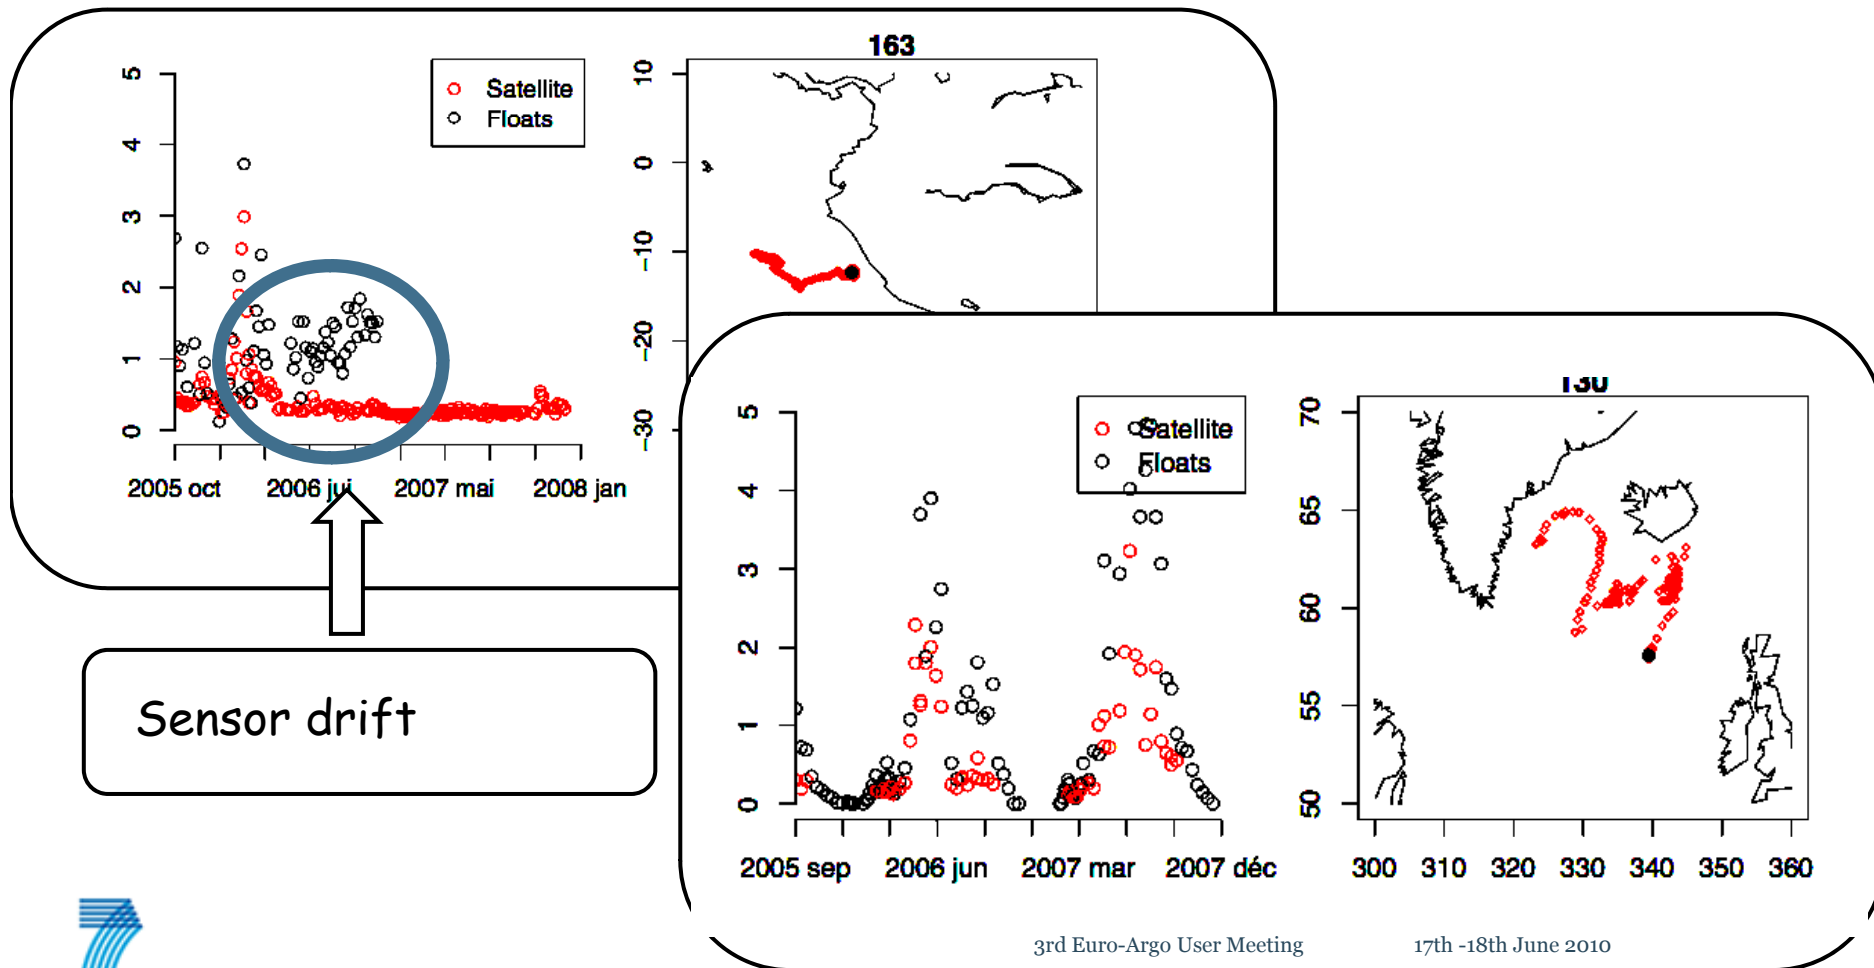 163
5
4
3
2
1
0
Satellite
Floats
2005 oct
2006 jui
2007 mai
2008 jan
10
0
−10
−20
−30
Sensor drift
130
5
4
3
2
1
0
Satellite
Floats
2005 sep
2006 jun
2007 mar
2007 déc
70
65
60
55
50
300 310 320 330 340 350 360
3rd Euro-Argo User Meeting 17th -18th June 2010